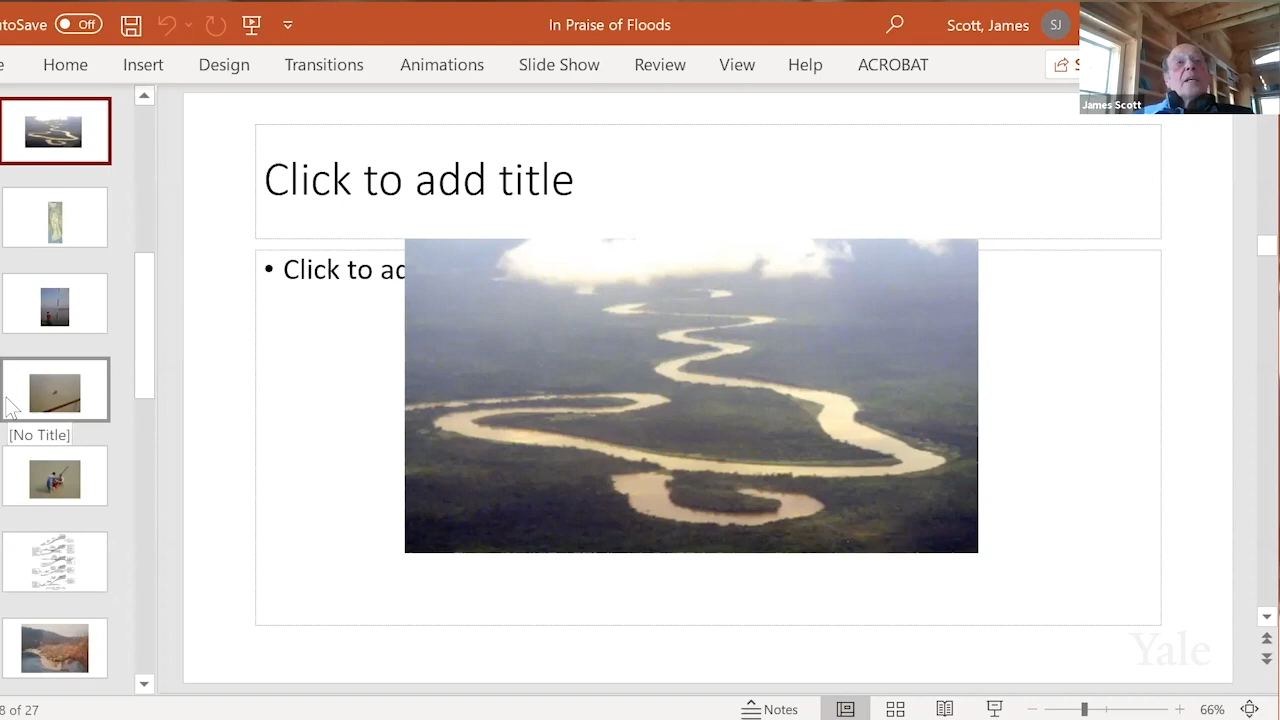 utoSave Off
In Praise of Floods
Scott, James SJ
Home Insert Design Transitions Animations Slide Show Review View Help ACROBAT
James Scott
Click to add title
• Click to ad
[No Title]
Yale
8 of 27
Notes
66%